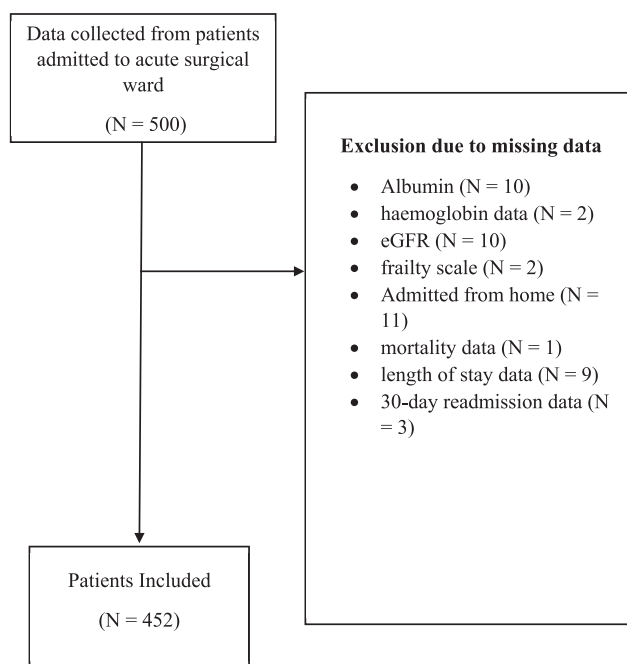 Data collected from patients
admitted to acute surgical
ward
(N = 500)
Exclusion due to missing data
• Albumin (N = 10)
• haemoglobin data (N = 2)
• eGFR (N = 10)
• frailty scale (N = 2)
• Admitted from home (N =
11)
• mortality data (N = 1)
• length of stay data (N = 9)
• 30-day readmission data (N
= 3)
Patients Included
(N = 452)